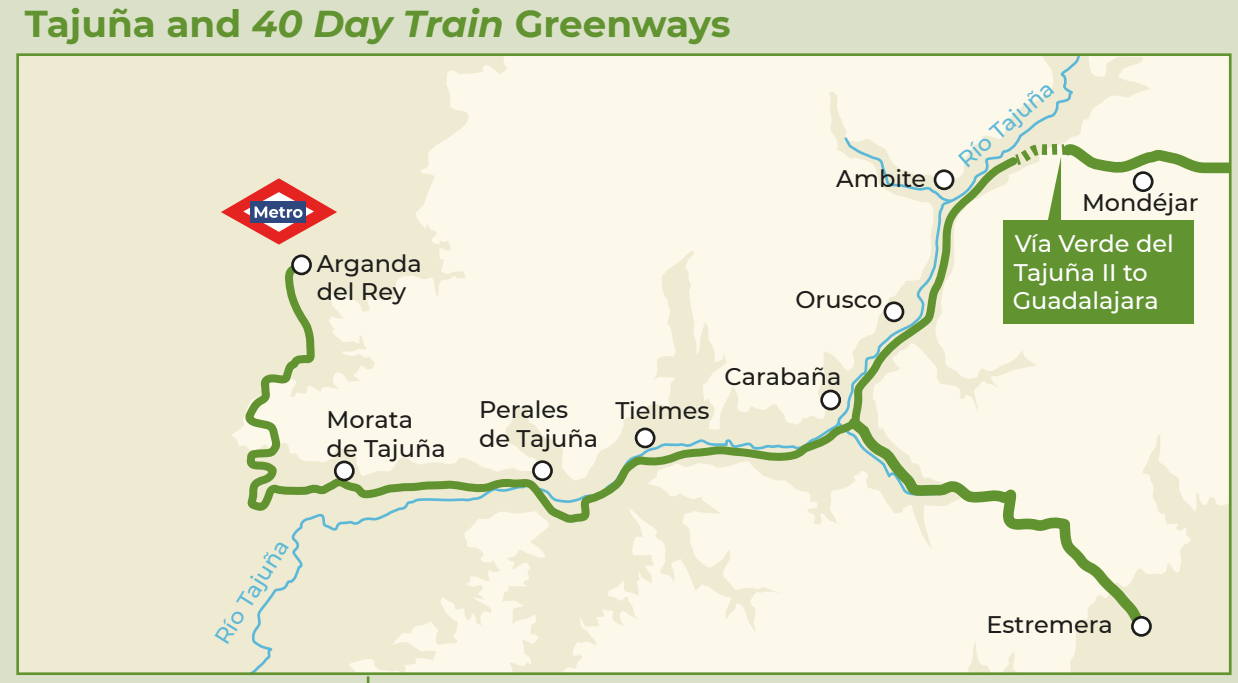 Tajuña and 40 Day Train Greenways
Río Tajuña
Ambite
Mondéjar
Metro
Vía Verde del
Tajuña II to
Guadalajara
Arganda
del Rey
Orusco
Carabaña
Tielmes
Perales
de Tajuña
Morata
de Tajuña
Río Tajuña
Estremera